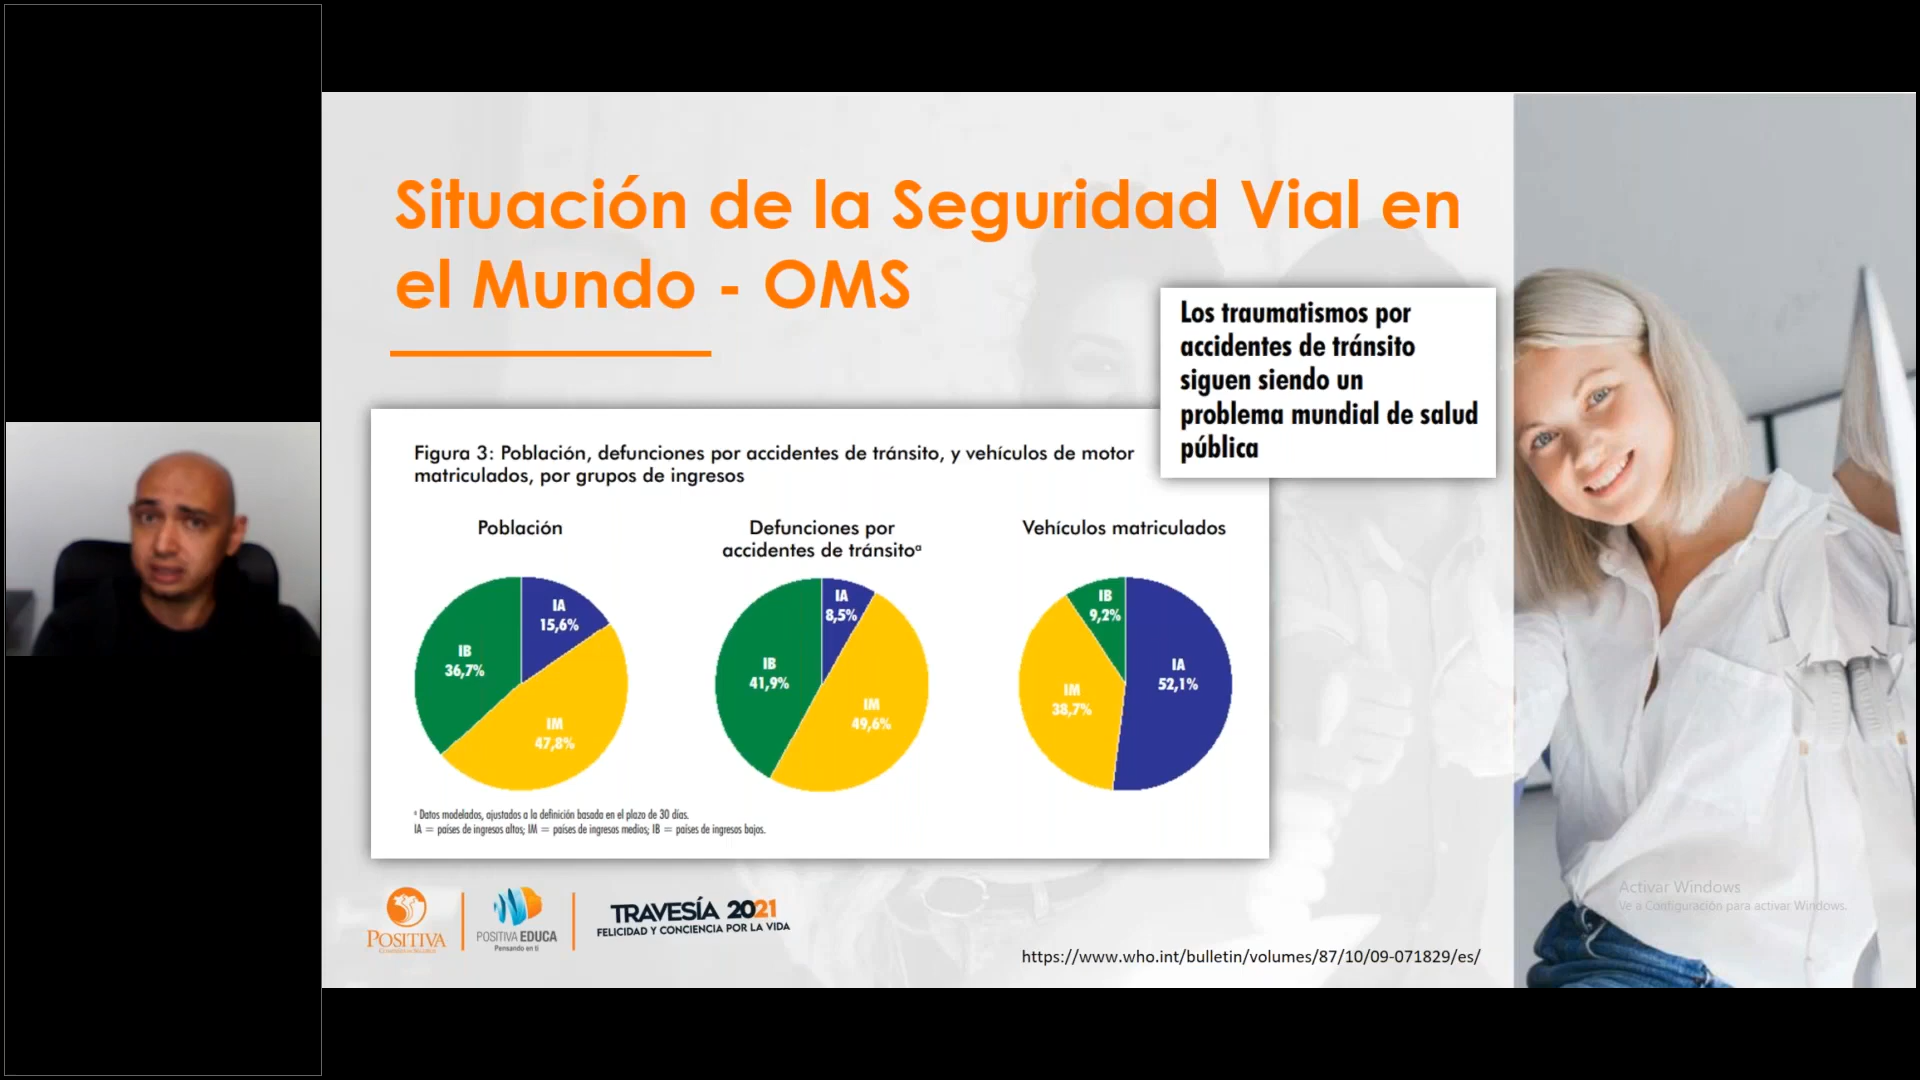 Situación de la Seguridad Vial en
el Mundo - OMS
Los traumatismos por
accidentes de tránsito
siguen siendo un
problema mundial de salud
pública
Figura 3: Población, defunciones por accidentes de tránsito, y vehículos de motor
matriculados, por grupos de ingresos
Población
IA
15,6%
IB
36,7%
IM
47,8%
Defunciones por
accidentes de tránsitoª
IA
8,5%
IB
41,9%
IM
49,6%
Vehículos matriculados
IB
9,2%
IA
52,1%
IM
38,7%
ª Datos modelados, ajustados a la definición basada en el plazo de 30 días.
IA = países de ingresos altos; IM = países de ingresos medios; IB = países de ingresos bajos.
POSITIVA
COMPAÑÍA DE SEGUROS
POSITIVA EDUCA
Pensando en ti
TRAVESÍA 2021
FELICIDAD Y CONCIENCIA POR LA VIDA
https://www.who.int/bulletin/volumes/87/10/09-071829/es/
Activar Windows
Ve a Configuración para activar Windows.